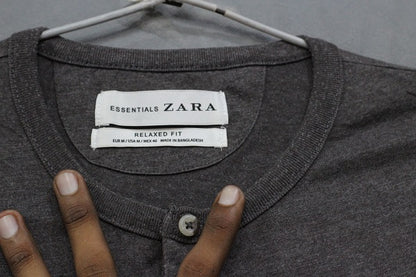 ESSENTIALS ZARA
RELAXED FIT
EUR M / USA M / MEX 40 MADE IN BANGLADESH